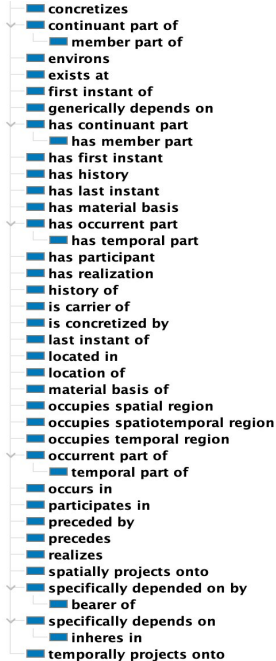 concretizes
continuant part of
member part of
environs
exists at
first instant of
generically depends on
has continuant part
has member part
has first instant
has history
has last instant
has material basis
has occurrent part
has temporal part
has participant
has realization
history of
is carrier of
is concretized by
last instant of
located in
location of
material basis of
occupies spatial region
occupies spatiotemporal region
occupies temporal region
occurrent part of
temporal part of
occurs in
participates in
preceded by
precedes
realizes
spatially projects onto
specifically depended on by
bearer of
specifically depends on
inheres in
temporally projects onto